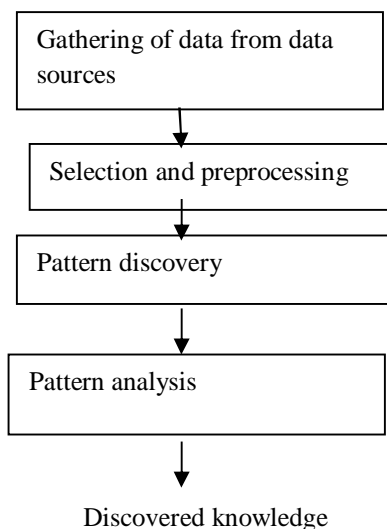 Gathering of data from data
sources
Selection and preprocessing
Pattern discovery
Pattern analysis
Discovered knowledge